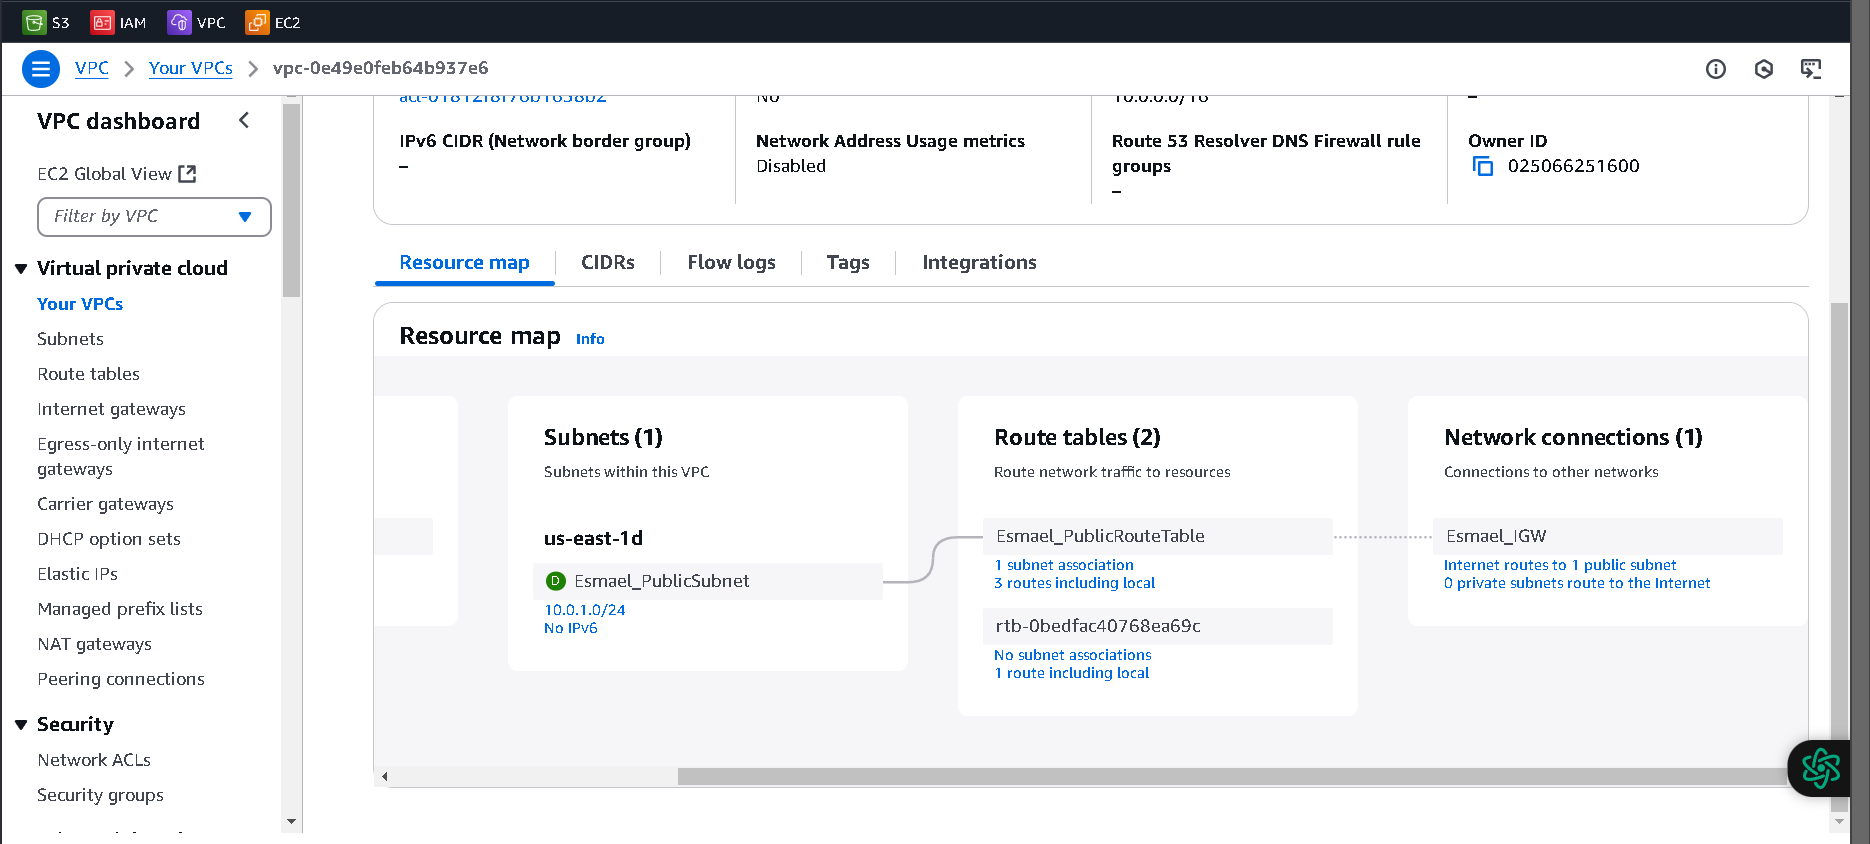 S3 IAM VPC EC2
VPC Your VPCs vpc-0e49e0feb64b937e6
VPC dashboard
EC2 Global View
Filter by VPC
Virtual private cloud
Your VPCs
Subnets
Route tables
Internet gateways
Egress-only internet
gateways
Carrier gateways
DHCP option sets
Elastic IPs
Managed prefix lists
NAT gateways
Peering connections
Security
Network ACLs
Security groups
acl-01812f8f76b1638b2
No
10.0.0.0/16
–
IPv6 CIDR (Network border group)
–
Network Address Usage metrics
Disabled
Route 53 Resolver DNS Firewall rule
groups
–
Owner ID
025066251600
Resource map CIDRs Flow logs Tags Integrations
Resource map Info
Subnets (1)
Subnets within this VPC
us-east-1d
D Esmael_PublicSubnet
10.0.1.0/24
No IPv6
Route tables (2)
Route network traffic to resources
Esmael_PublicRouteTable
1 subnet association
3 routes including local
rtb-0bedfac40768ea69c
No subnet associations
1 route including local
Network connections (1)
Connections to other networks
Esmael_IGW
Internet routes to 1 public subnet
0 private subnets route to the Internet